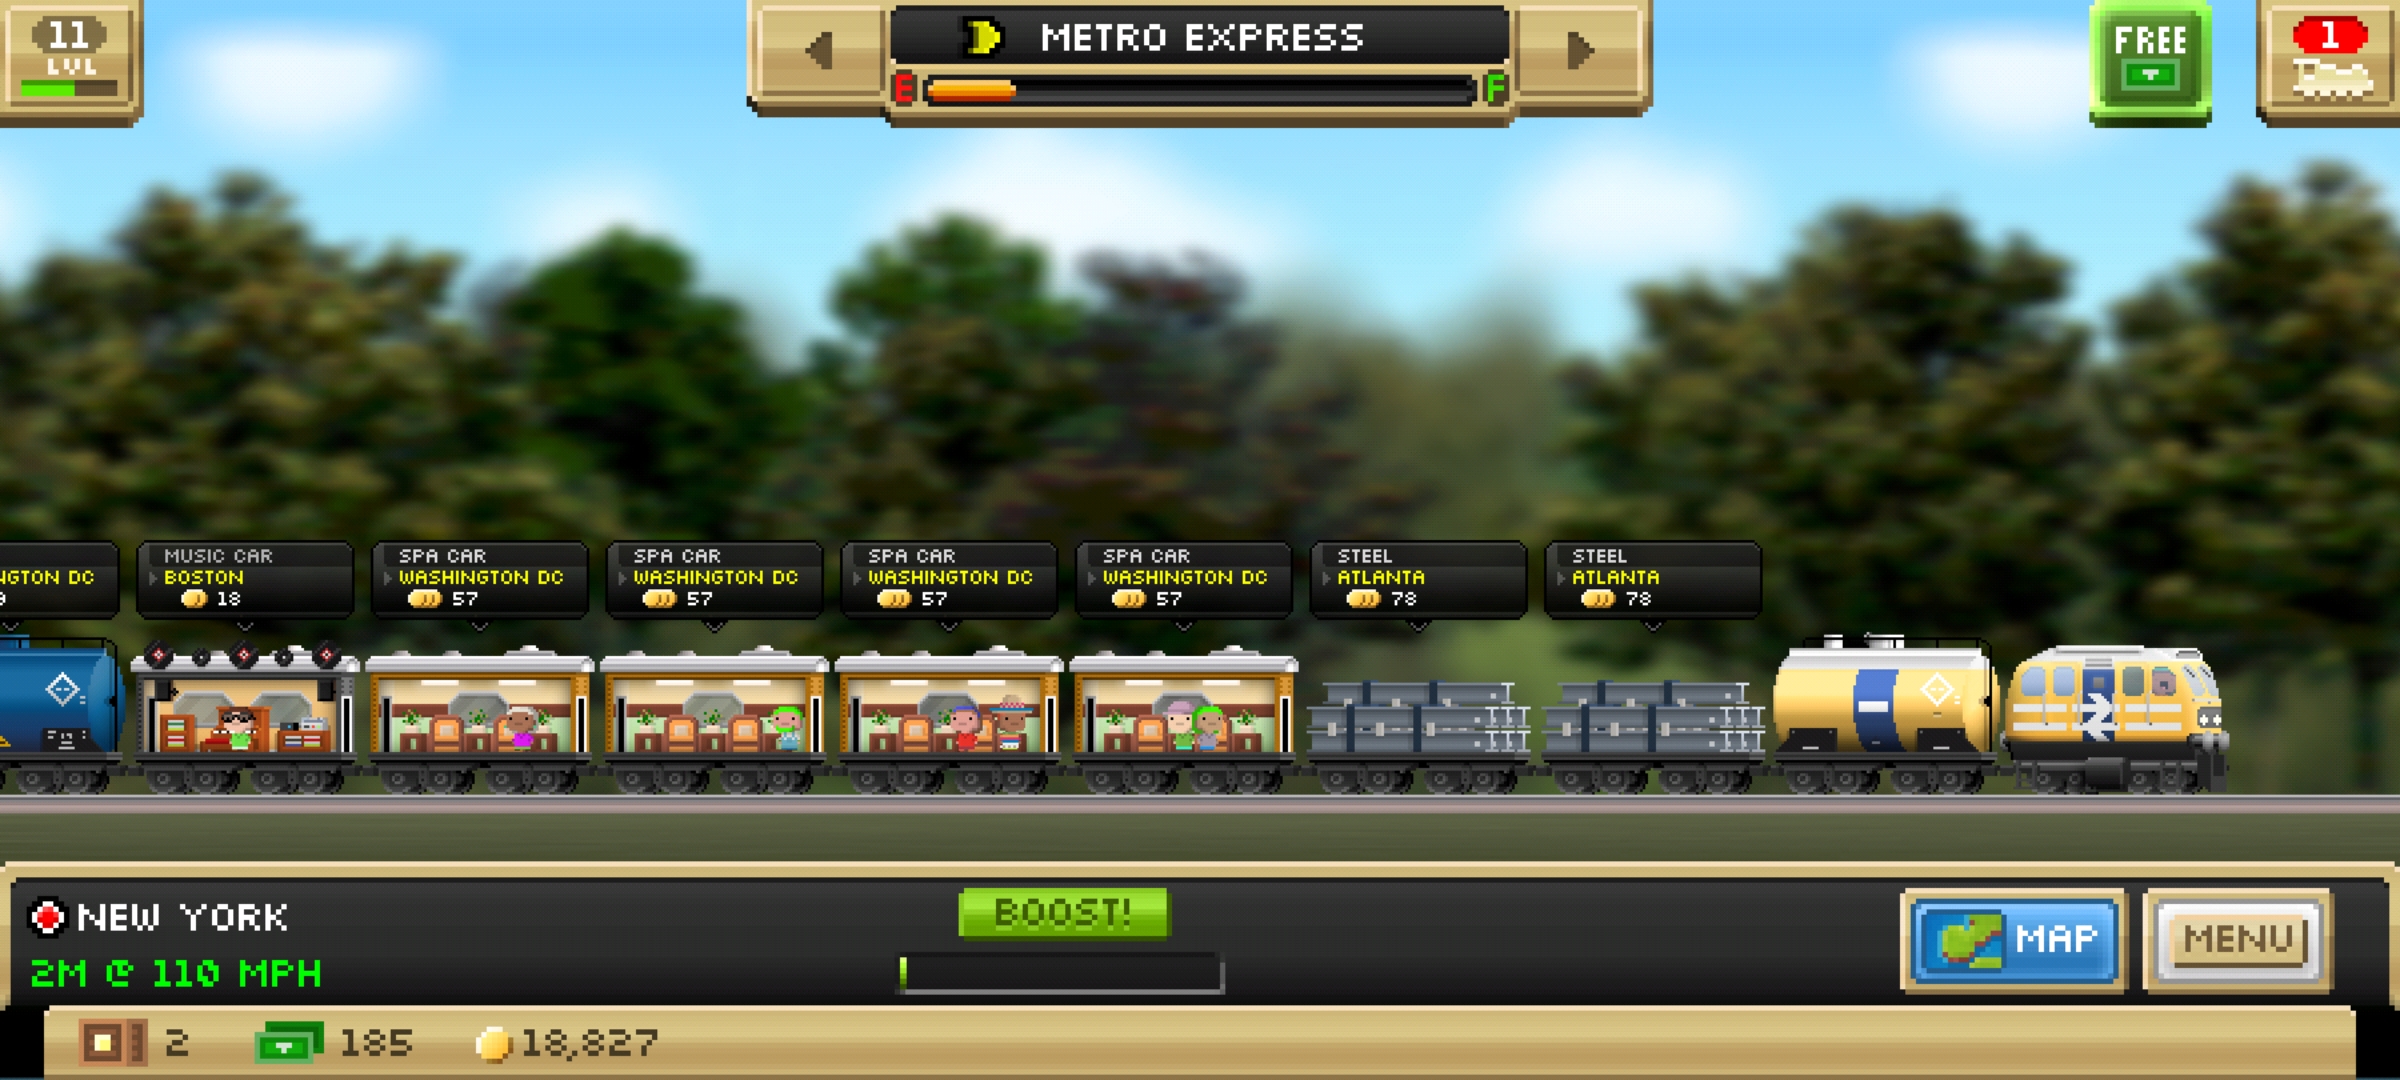 11
LVL
METRO EXPRESS
E F
FREE
1
MUSIC CAR
BOSTON
18
SPA CAR
WASHINGTON DC
57
SPA CAR
WASHINGTON DC
57
SPA CAR
WASHINGTON DC
57
SPA CAR
WASHINGTON DC
57
STEEL
ATLANTA
78
STEEL
ATLANTA
78
NGTON DC
NEW YORK
2M @ 110 MPH
BOOST!
MAP
MENU
2
185
18,827